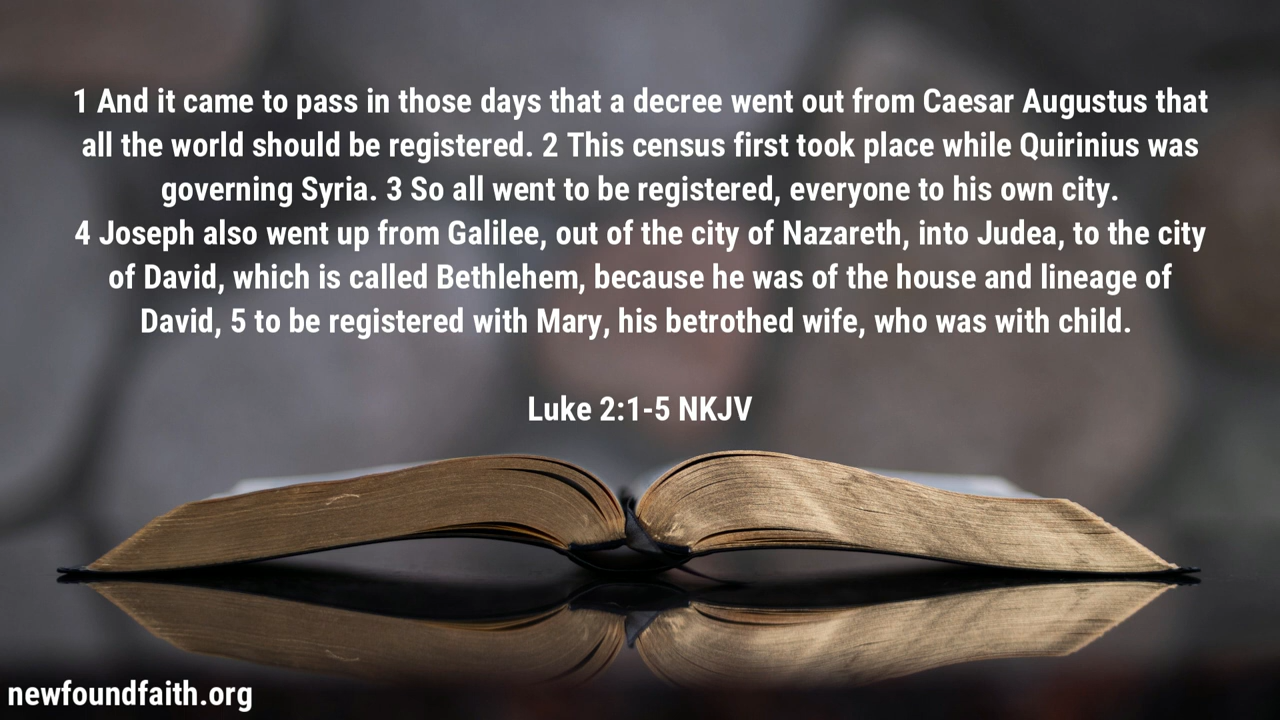 1 And it came to pass in those days that a decree went out from Caesar Augustus that
all the world should be registered. 2 This census first took place while Quirinius was
governing Syria. 3 So all went to be registered, everyone to his own city.
4 Joseph also went up from Galilee, out of the city of Nazareth, into Judea, to the city
of David, which is called Bethlehem, because he was of the house and lineage of
David, 5 to be registered with Mary, his betrothed wife, who was with child.
Luke 2:1-5 NKJV
newfoundfaith.org